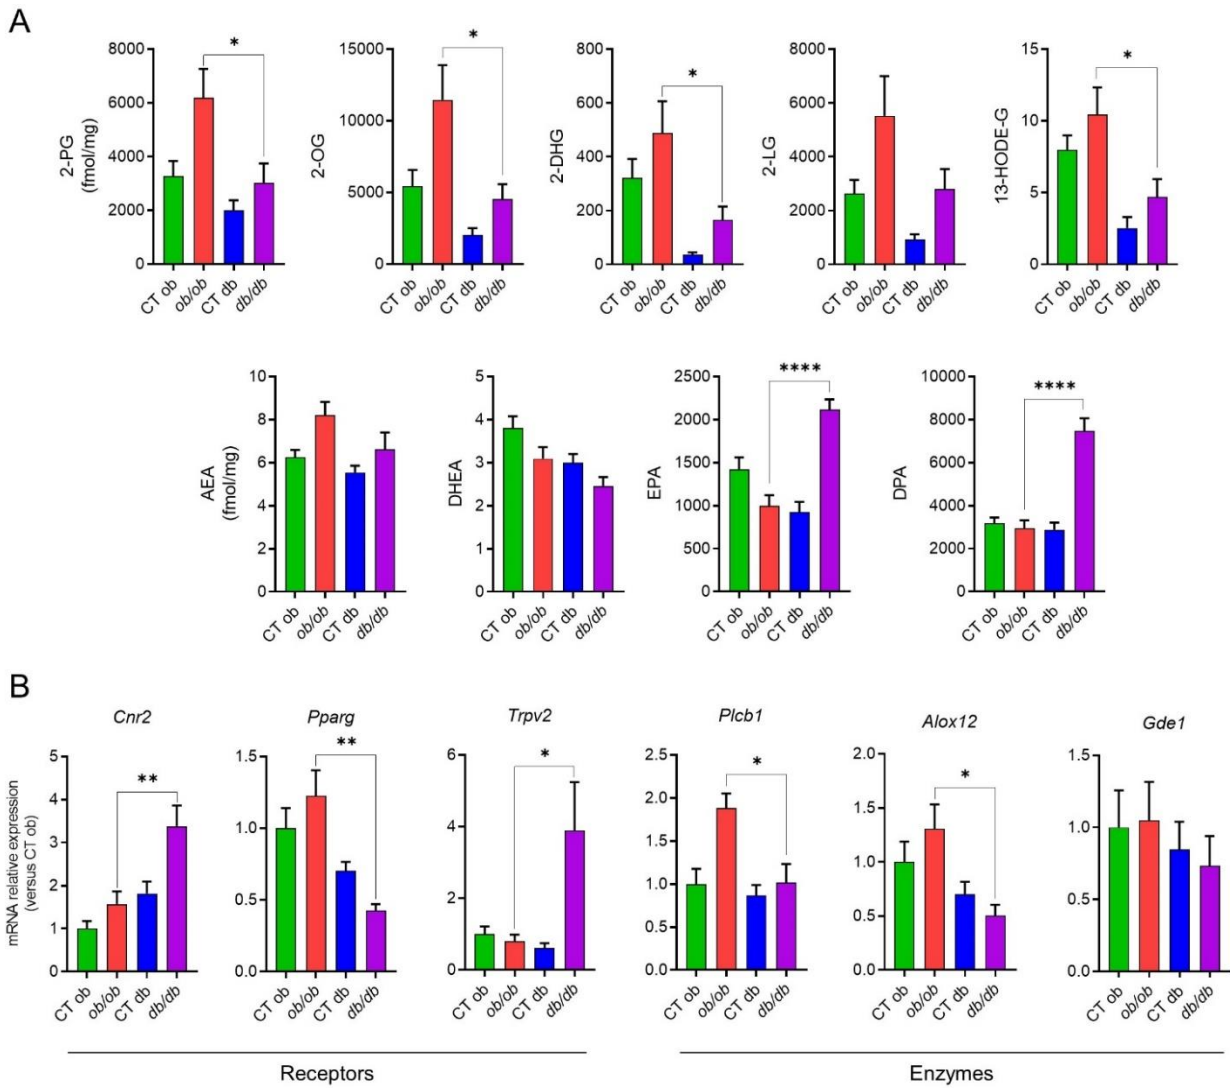 A
2-PG
(fmol/mg)
8000
6000
4000
2000
0
*
CT ob
ob/ob
CT db
db/db
2-OG
15000
10000
5000
0
*
CT ob
ob/ob
CT db
db/db
2-DHG
800
600
400
200
0
*
CT ob
ob/ob
CT db
db/db
2-LG
8000
6000
4000
2000
0
CT ob
ob/ob
CT db
db/db
13-HODE-G
15
10
5
0
*
CT ob
ob/ob
CT db
db/db
AEA
(fmol/mg)
10
8
6
4
2
0
CT ob
ob/ob
CT db
db/db
DHEA
5
4
3
2
1
0
CT ob
ob/ob
CT db
db/db
EPA
2500
2000
1500
1000
500
0
****
CT ob
ob/ob
CT db
db/db
DPA
10000
8000
6000
4000
2000
0
****
CT ob
ob/ob
CT db
db/db
B
Cnr2
mRNA relative expression
(versus CT ob)
5
4
3
2
1
0
**
CT ob
ob/ob
CT db
db/db
Pparg
1.5
1.0
0.5
0.0
**
CT ob
ob/ob
CT db
db/db
Trpv2
6
4
2
0
*
CT ob
ob/ob
CT db
db/db
Plcb1
2.5
2.0
1.5
1.0
0.5
0.0
*
CT ob
ob/ob
CT db
db/db
Alox12
2.0
1.5
1.0
0.5
0.0
*
CT ob
ob/ob
CT db
db/db
Gde1
1.5
1.0
0.5
0.0
CT ob
ob/ob
CT db
db/db
Receptors
Enzymes